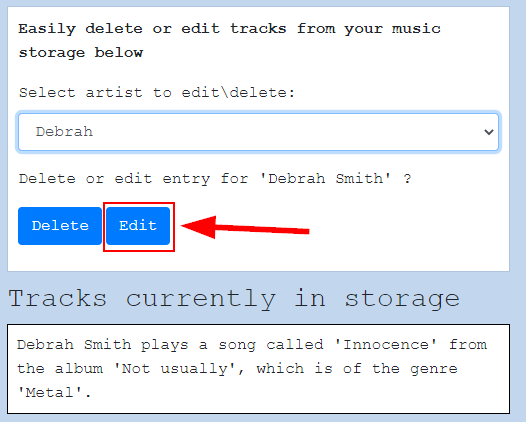 Easily delete or edit tracks from your music
storage below
Select artist to edit\delete:
Debrah
Delete or edit entry for 'Debrah Smith' ?
Delete Edit
Tracks currently in storage
Debrah Smith plays a song called 'Innocence' from
the album 'Not usually', which is of the genre
'Metal'.